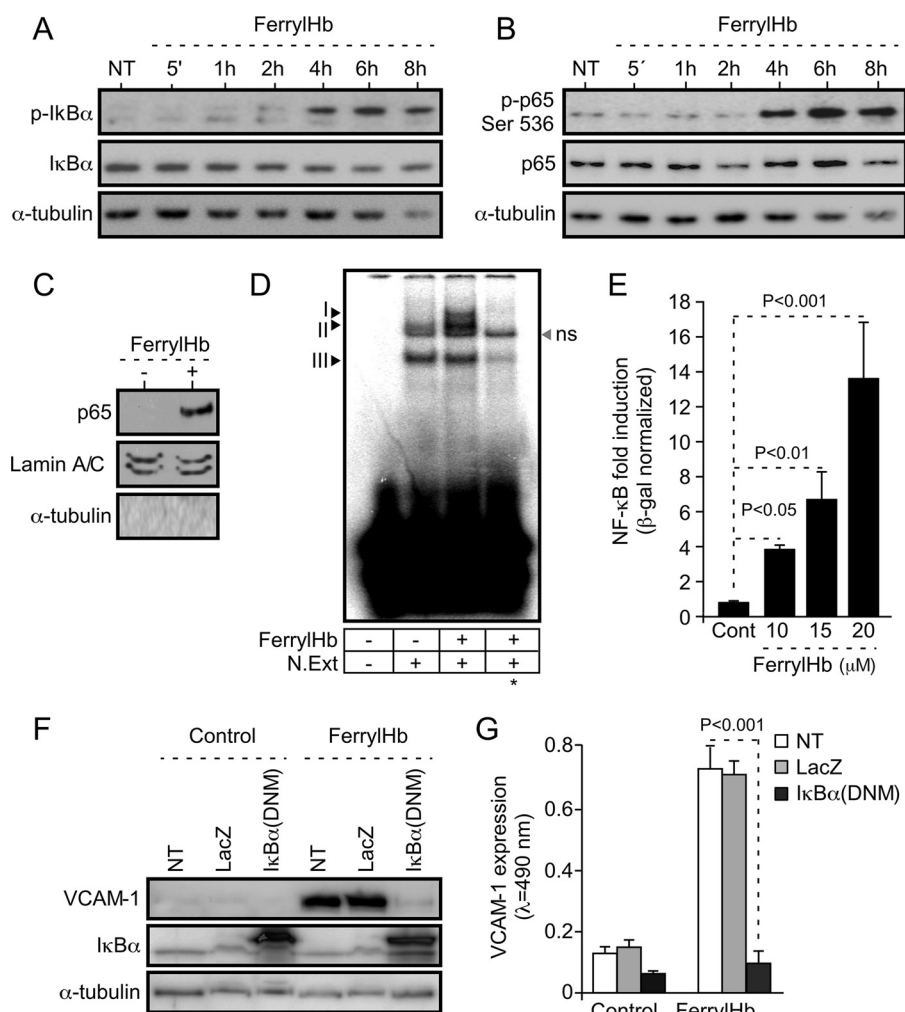 A
FerrylHb
NT 5' 1h 2h 4h 6h 8h
p-IkBα
IκBα
α-tubulin
B
FerrylHb
NT 5´ 1h 2h 4h 6h 8h
p-p65
Ser 536
p65
α-tubulin
C
FerrylHb
- +
p65
Lamin A/C
α-tubulin
D
I
II
III
ns
FerrylHb - - + +
N.Ext - + + +
*
E
NF-κB fold induction
(β-gal normalized)
18
16
14
12
10
8
6
4
2
0
P<0.001
P<0.01
P<0.05
Cont 10 15 20
FerrylHb (μM)
F
Control FerrylHb
NT LacZ IκBα(DNM) NT LacZ IκBα(DNM)
VCAM-1
IκBα
α-tubulin
G
VCAM-1 expression
(λ=490 nm)
0.8
0.6
0.4
0.2
0
P<0.001
NT
LacZ
IκBα(DNM)
Control FerrylHb